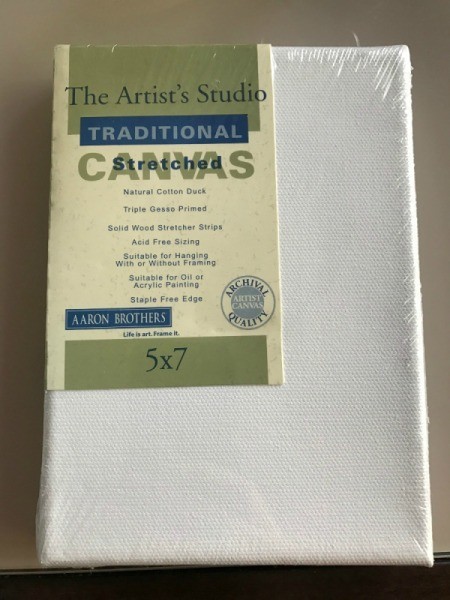 The Artist's Studio
TRADITIONAL
CANVAS
Stretched
Natural Cotton Duck
Triple Gesso Primed
Solid Wood Stretcher Strips
Acid Free Sizing
Suitable for Hanging
With or Without Framing
Suitable for Oil or
Acrylic Painting
Staple Free Edge
ARCHIVAL
ARTIST
CANVAS
QUALITY
AARON BROTHERS
Life is art. Frame it.
5x7